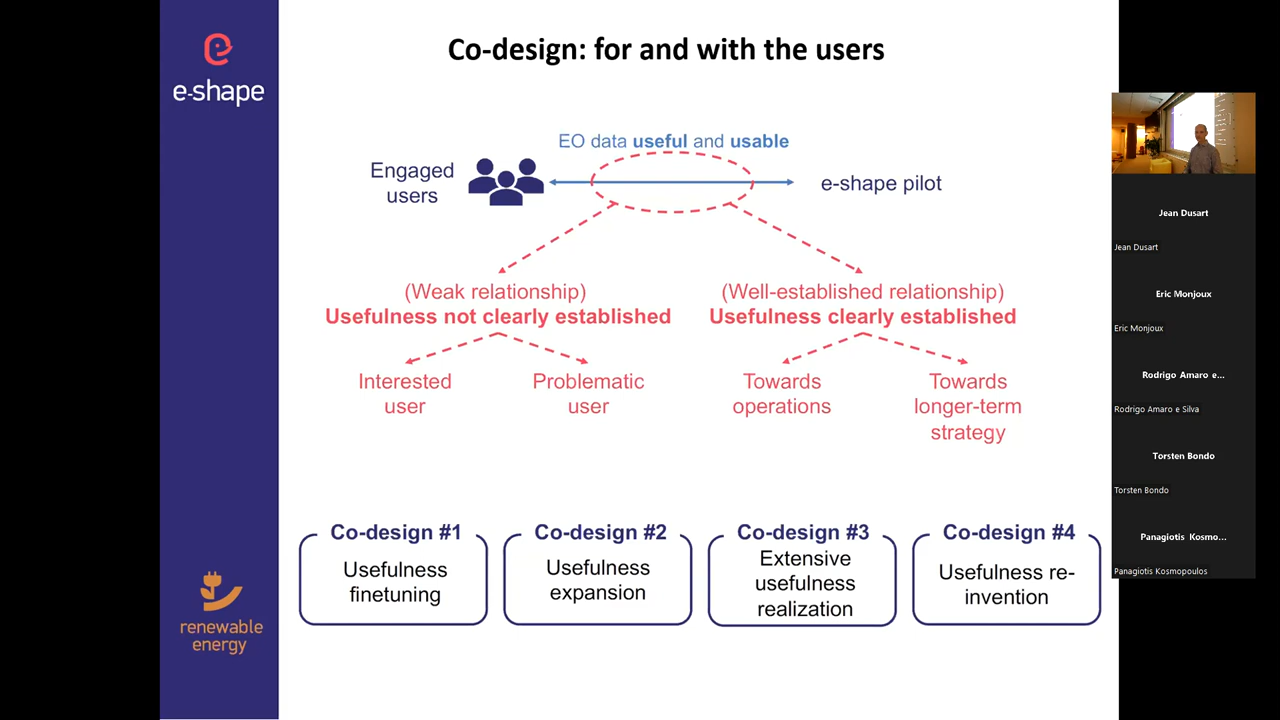 e-shape
Co-design: for and with the users
EO data useful and usable
Engaged
users
e-shape pilot
(Weak relationship)
Usefulness not clearly established
(Well-established relationship)
Usefulness clearly established
Interested
user
Problematic
user
Towards
operations
Towards
longer-term
strategy
Co-design #1
Usefulness
finetuning
Co-design #2
Usefulness
expansion
Co-design #3
Extensive
usefulness
realization
Co-design #4
Usefulness re-
invention
renewable
energy
Jean Dusart
Jean Dusart
Eric Monjoux
Eric Monjoux
Rodrigo Amaro e...
Rodrigo Amaro e Silva
Torsten Bondo
Torsten Bondo
Panagiotis Kosmo...
Panagiotis Kosmopoulos